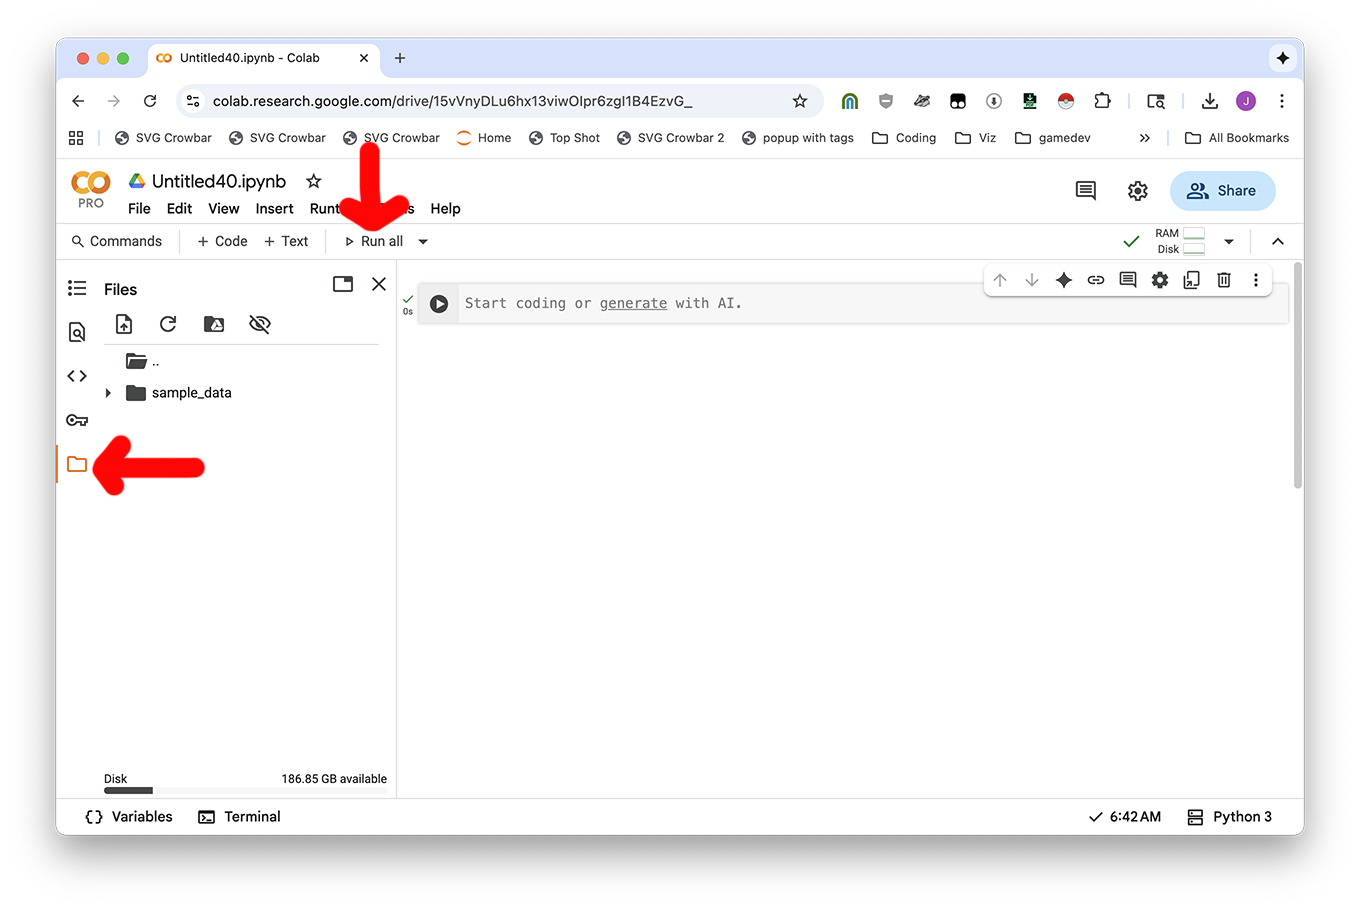 Untitled40.ipynb - Colab
colab.research.google.com/drive/15vVnyDLu6hx13viwOIpr6zgI1B4EzvG_
J
SVG Crowbar SVG Crowbar SVG Crowbar Home Top Shot SVG Crowbar 2 popup with tags Coding Viz gamedev All Bookmarks
CO Untitled40.ipynb
PRO
File Edit View Insert Help
Share
Commands + Code + Text Run all
RAM
Disk
Files
0s
Start coding or generate with AI.
..
sample_data
Disk 186.85 GB available
Variables Terminal 6:42 AM Python 3